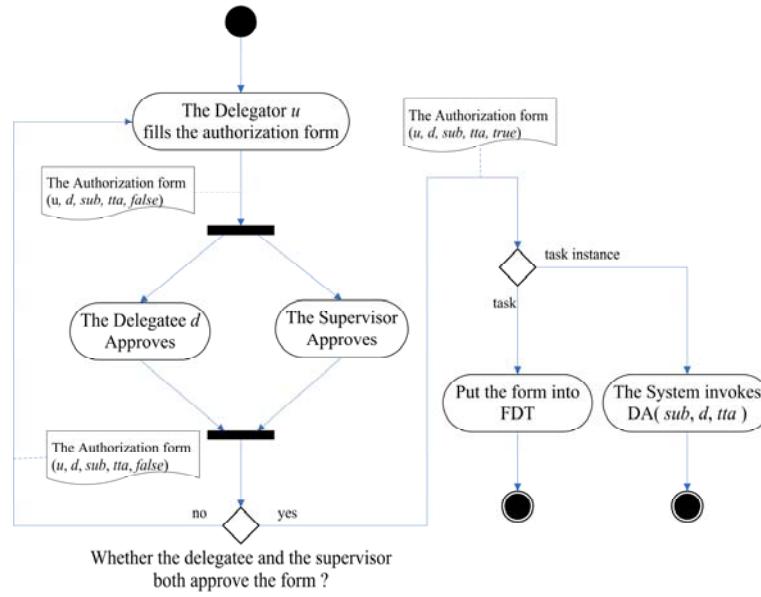 The Delegator u
fills the authorization form
The Authorization form
(u, d, sub, tta, true)
The Authorization form
(u, d, sub, tta, false)
task instance
task
The Delegatee d
Approves
The Supervisor
Approves
Put the form into
FDT
The System invokes
DA( sub, d, tta )
The Authorization form
(u, d, sub, tta, false)
no
yes
Whether the delegatee and the supervisor
both approve the form ?